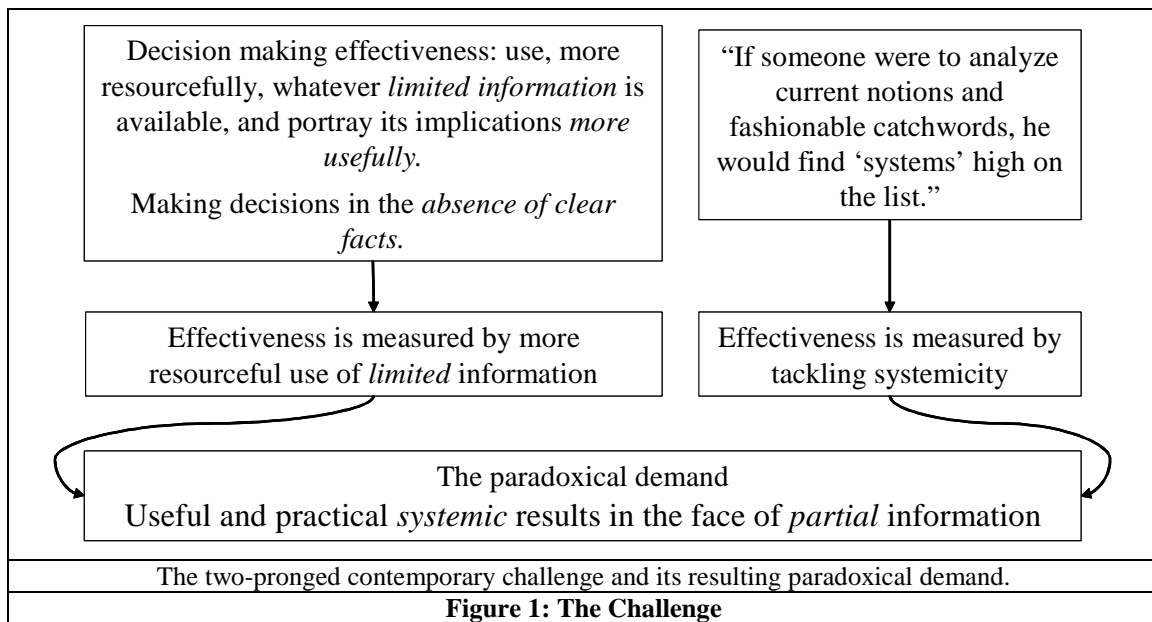 Decision making effectiveness: use, more
resourcefully, whatever limited information is
available, and portray its implications more
usefully.
Making decisions in the absence of clear
facts.
“If someone were to analyze
current notions and
fashionable catchwords, he
would find ‘systems’ high on
the list.”
Effectiveness is measured by more
resourceful use of limited information
Effectiveness is measured by
tackling systemicity
The paradoxical demand
Useful and practical systemic results in the face of partial information
The two-pronged contemporary challenge and its resulting paradoxical demand.
Figure 1: The Challenge